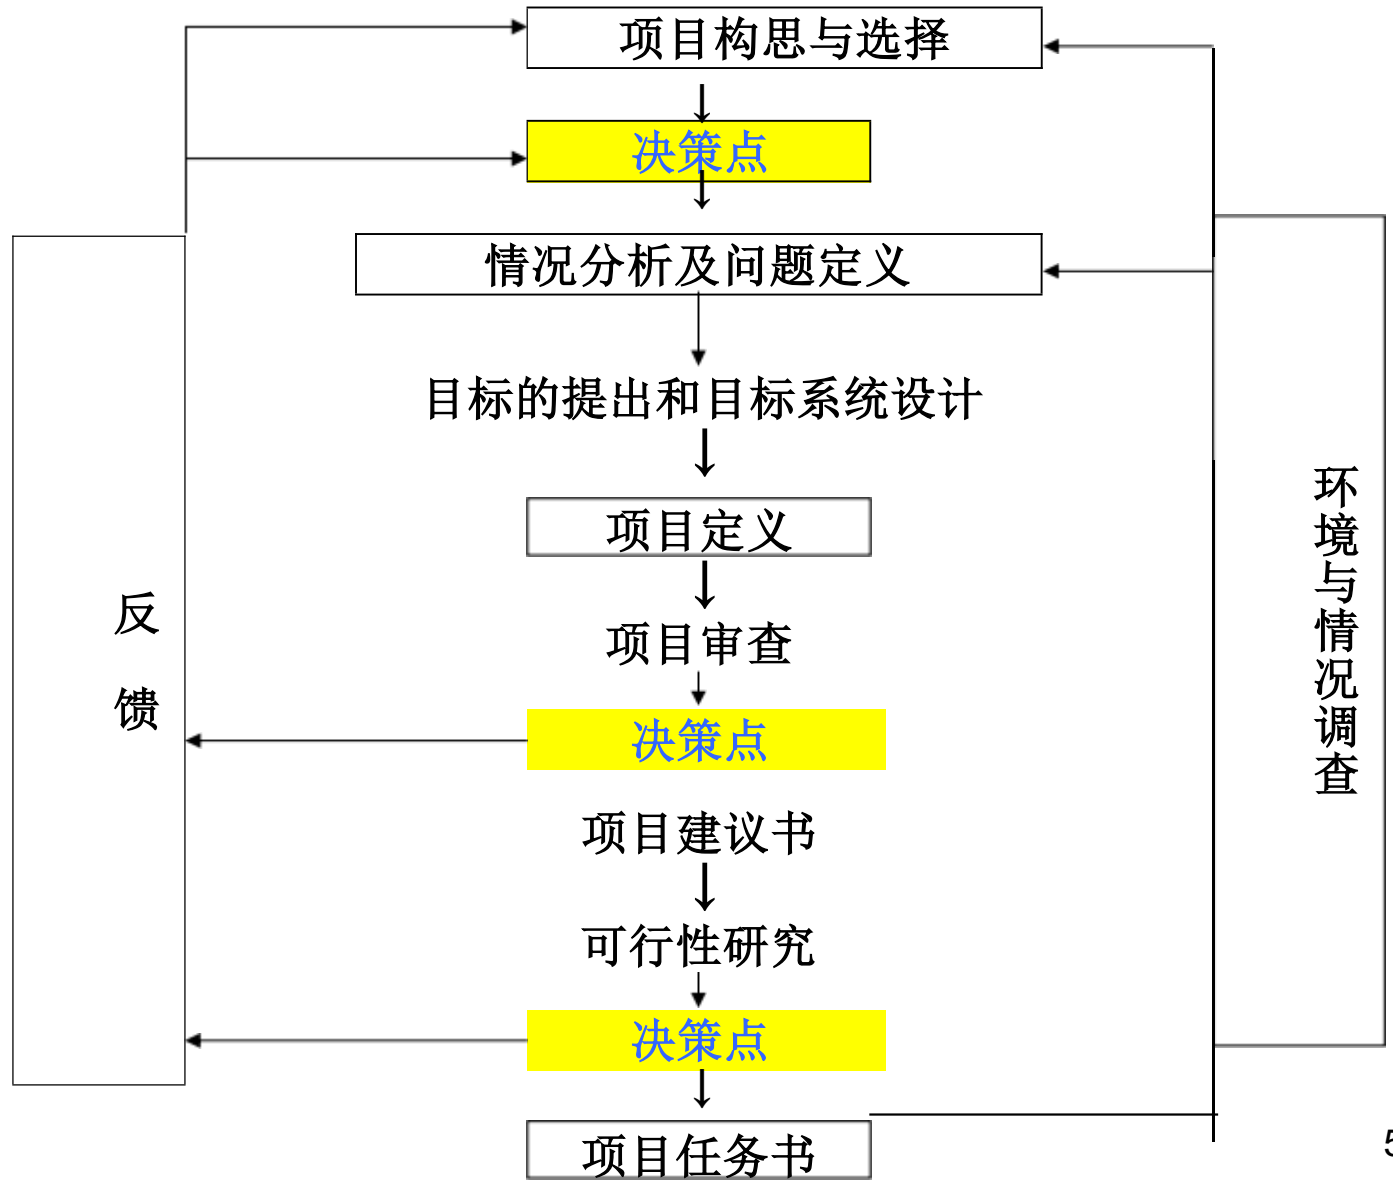 项目构思与选择
决策点
情况分析及问题定义
目标的提出和目标系统设计
项目定义
项目审查
决策点
项目建议书
可行性研究
决策点
项目任务书
反馈
环境与情况调查
5